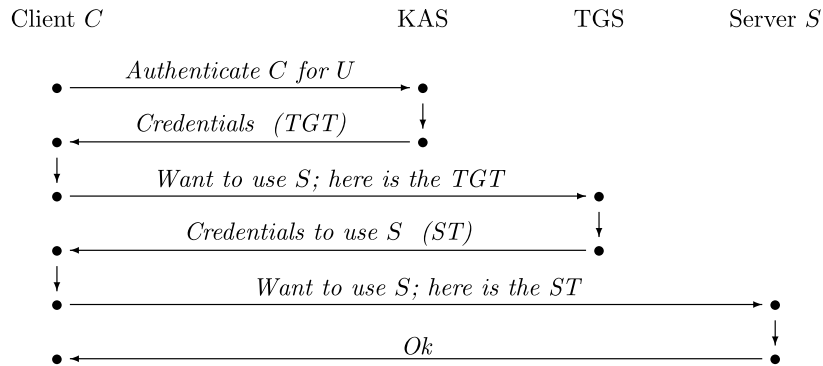 Client C KAS TGS Server S
Authenticate C for U
Credentials (TGT)
Want to use S; here is the TGT
Credentials to use S (ST)
Want to use S; here is the ST
Ok